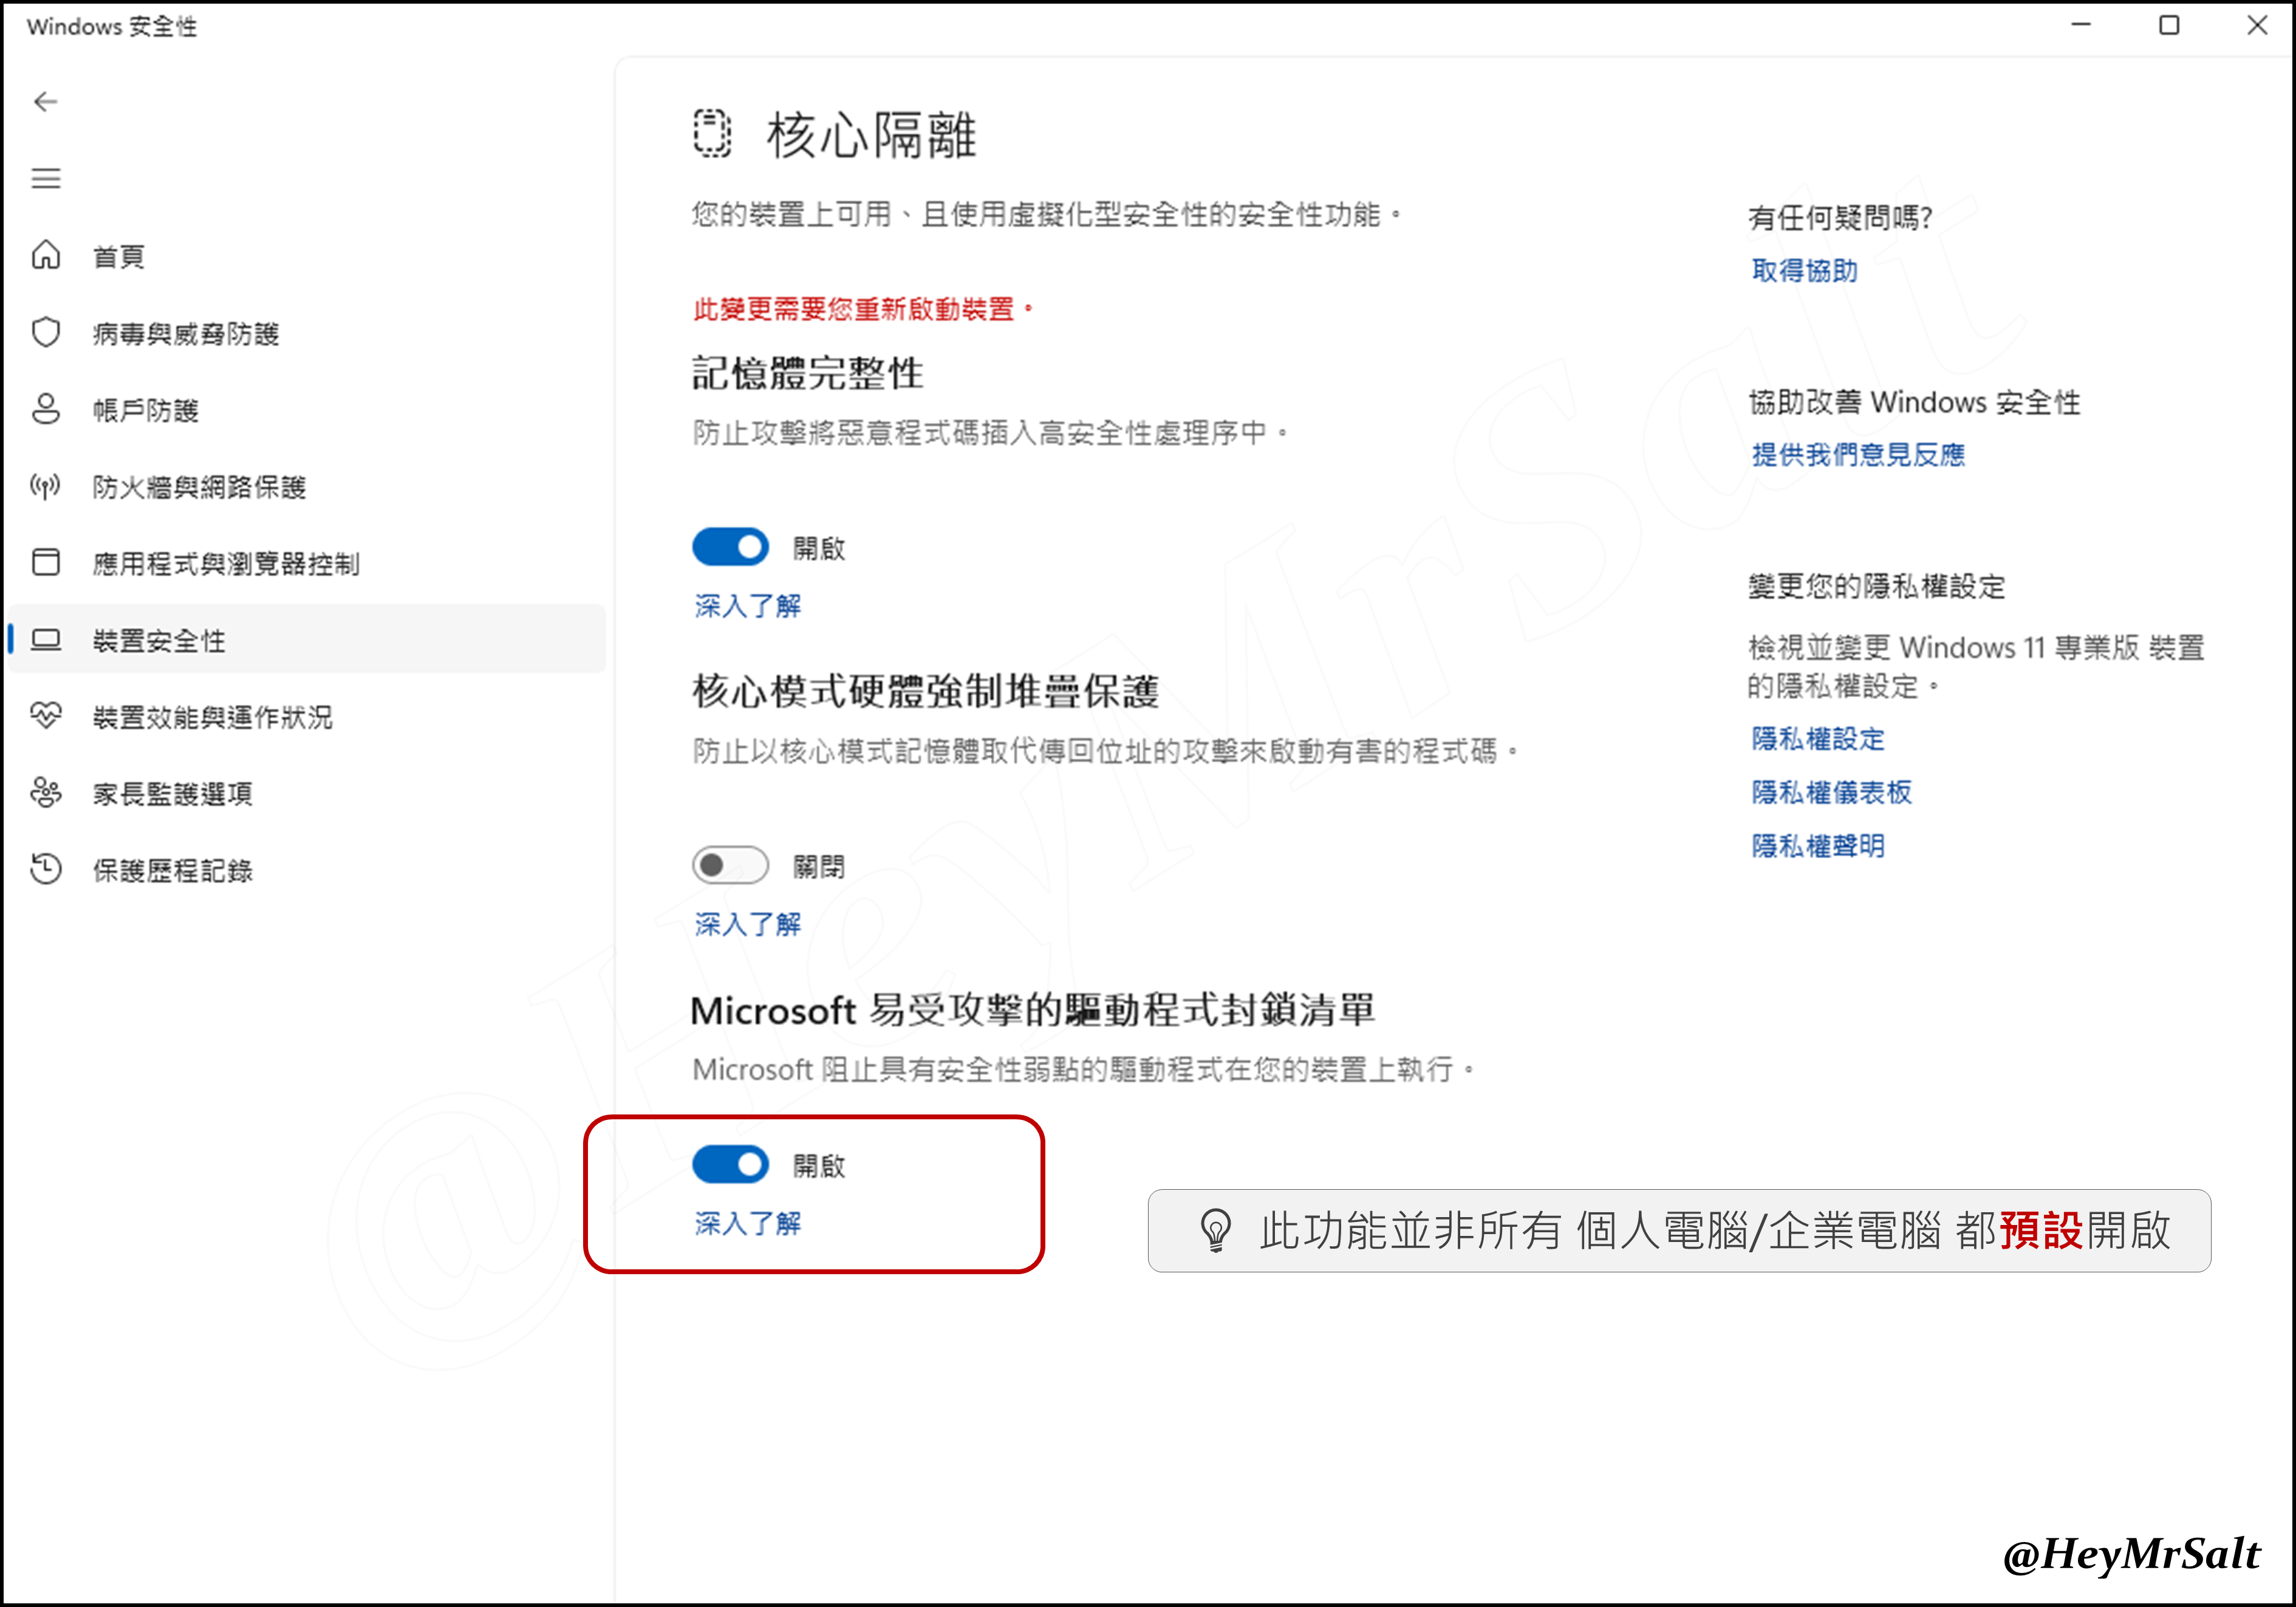 Windows 安全性
首頁
病毒與威脅防護
帳戶防護
防火牆與網路保護
應用程式與瀏覽器控制
裝置安全性
裝置效能與運作狀況
家長監護選項
保護歷程記錄
核心隔離
您的裝置上可用、且使用虛擬化型安全性的安全性功能。
此變更需要您重新啟動裝置。
記憶體完整性
防止攻擊將惡意程式碼插入高安全性處理序中。
開啟
深入了解
核心模式硬體強制堆疊保護
防止以核心模式記憶體取代傳回位址的攻擊來啟動有害的程式碼。
關閉
深入了解
Microsoft 易受攻擊的驅動程式封鎖清單
Microsoft 阻止具有安全性弱點的驅動程式在您的裝置上執行。
開啟
深入了解
此功能並非所有 個人電腦/企業電腦 都預設開啟
有任何疑問嗎?
取得協助
協助改善 Windows 安全性
提供我們意見反應
變更您的隱私權設定
檢視並變更 Windows 11 專業版 裝置
的隱私權設定。
隱私權設定
隱私權儀表板
隱私權聲明
@HeyMrSalt
@HeyMrSalt